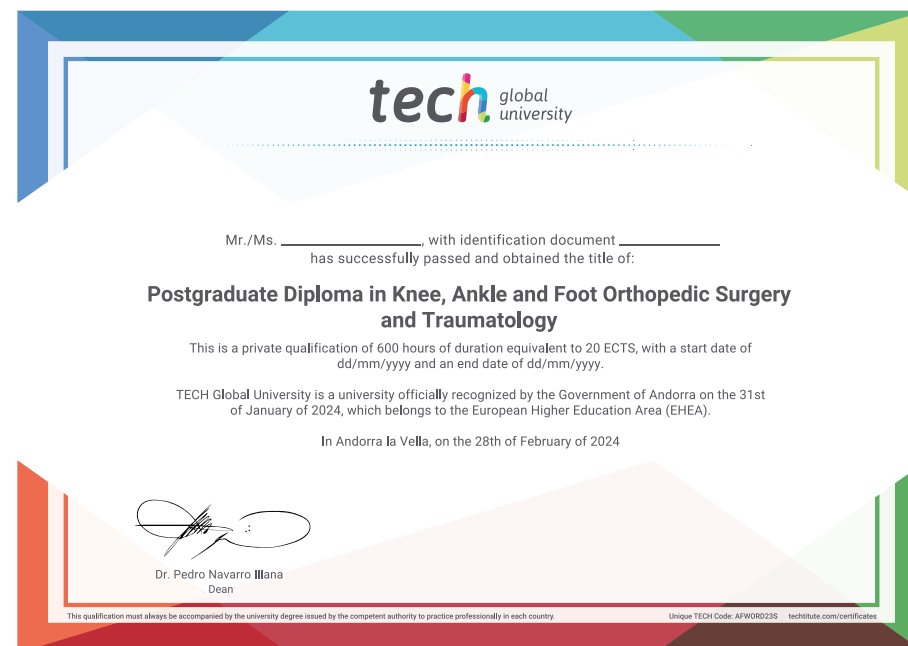 tech global university
Mr./Ms. ____________, with identification document ____________
has successfully passed and obtained the title of:
Postgraduate Diploma in Knee, Ankle and Foot Orthopedic Surgery
and Traumatology
This is a private qualification of 600 hours of duration equivalent to 20 ECTS, with a start date of
dd/mm/yyyy and an end date of dd/mm/yyyy.
TECH Global University is a university officially recognized by the Government of Andorra on the 31st
of January of 2024, which belongs to the European Higher Education Area (EHEA).
In Andorra la Vella, on the 28th of February of 2024
Dr. Pedro Navarro Illana
Dean
This qualification must always be accompanied by the university degree issued by the competent authority to practice professionally in each country.
Unique TECH Code: AFWORD23S techtitute.com/certificates